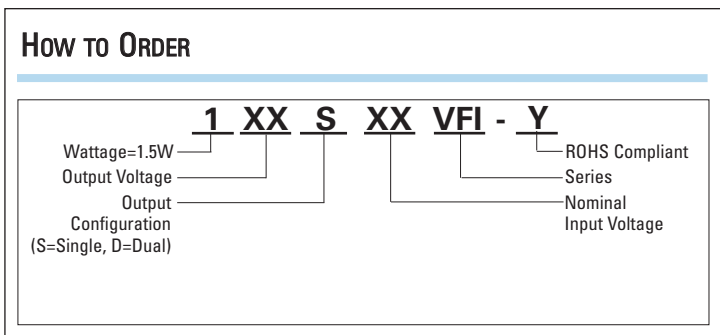 HOW TO ORDER
1 XX S XX VFI - Y
Wattage=1.5W
Output Voltage
Output
Configuration
(S=Single, D=Dual)
ROHS Compliant
Series
Nominal
Input Voltage